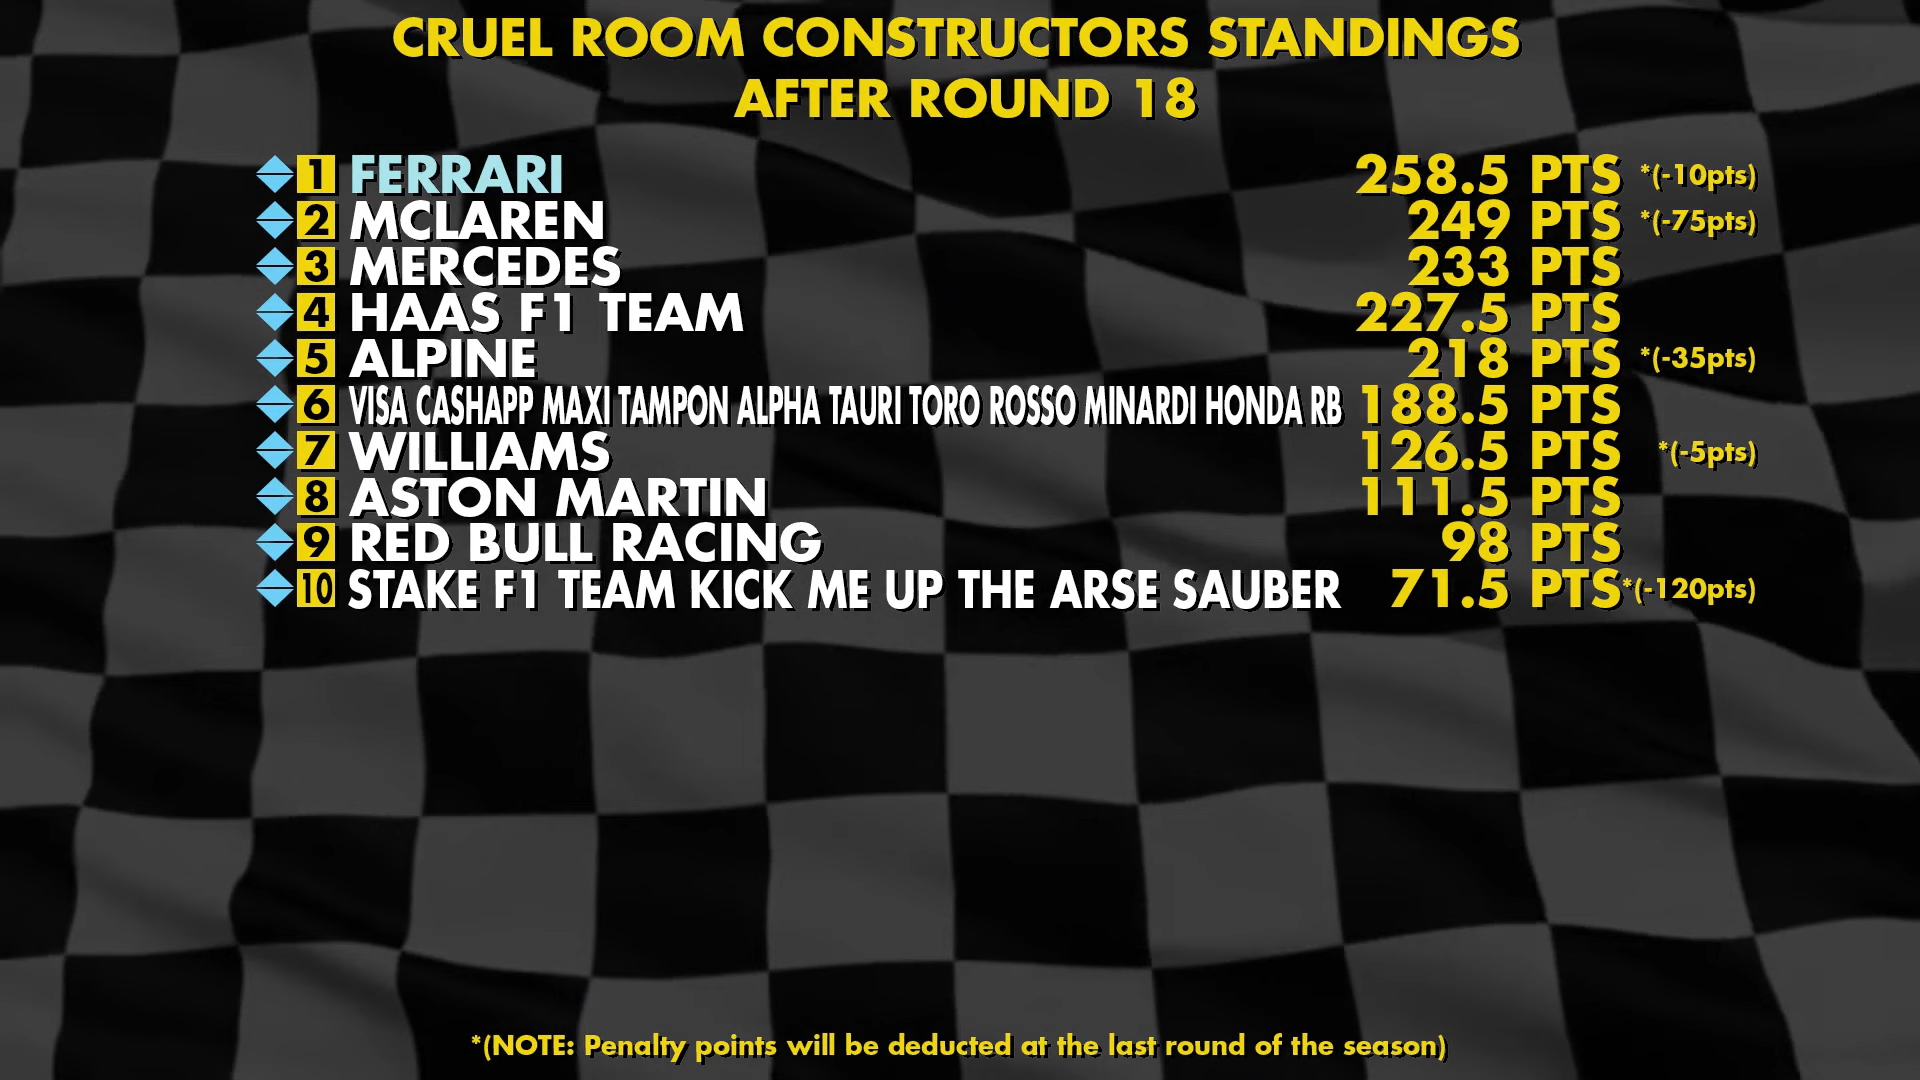 CRUEL ROOM CONSTRUCTORS STANDINGS
AFTER ROUND 18
1 FERRARI 258.5 PTS *(-10pts)
2 MCLAREN 249 PTS *(-75pts)
3 MERCEDES 233 PTS
4 HAAS F1 TEAM 227.5 PTS
5 ALPINE 218 PTS *(-35pts)
6 VISA CASHAPP MAXI TAMPON ALPHA TAURI TORO ROSSO MINARDI HONDA RB 188.5 PTS
7 WILLIAMS 126.5 PTS *(-5pts)
8 ASTON MARTIN 111.5 PTS
9 RED BULL RACING 98 PTS
10 STAKE F1 TEAM KICK ME UP THE ARSE SAUBER 71.5 PTS *(-120pts)
*(NOTE: Penalty points will be deducted at the last round of the season)